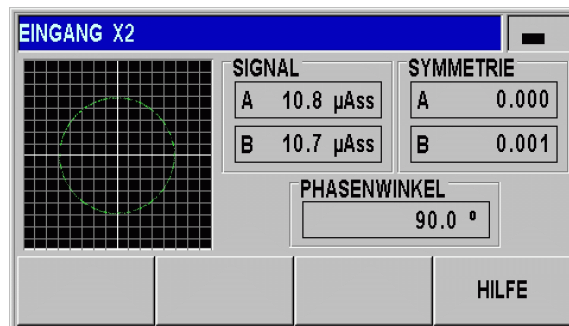 EINGANG X2
SIGNAL
A 10.8 µAss
B 10.7 µAss
SYMMETRIE
A 0.000
B 0.001
PHASENWINKEL
90.0 º
HILFE